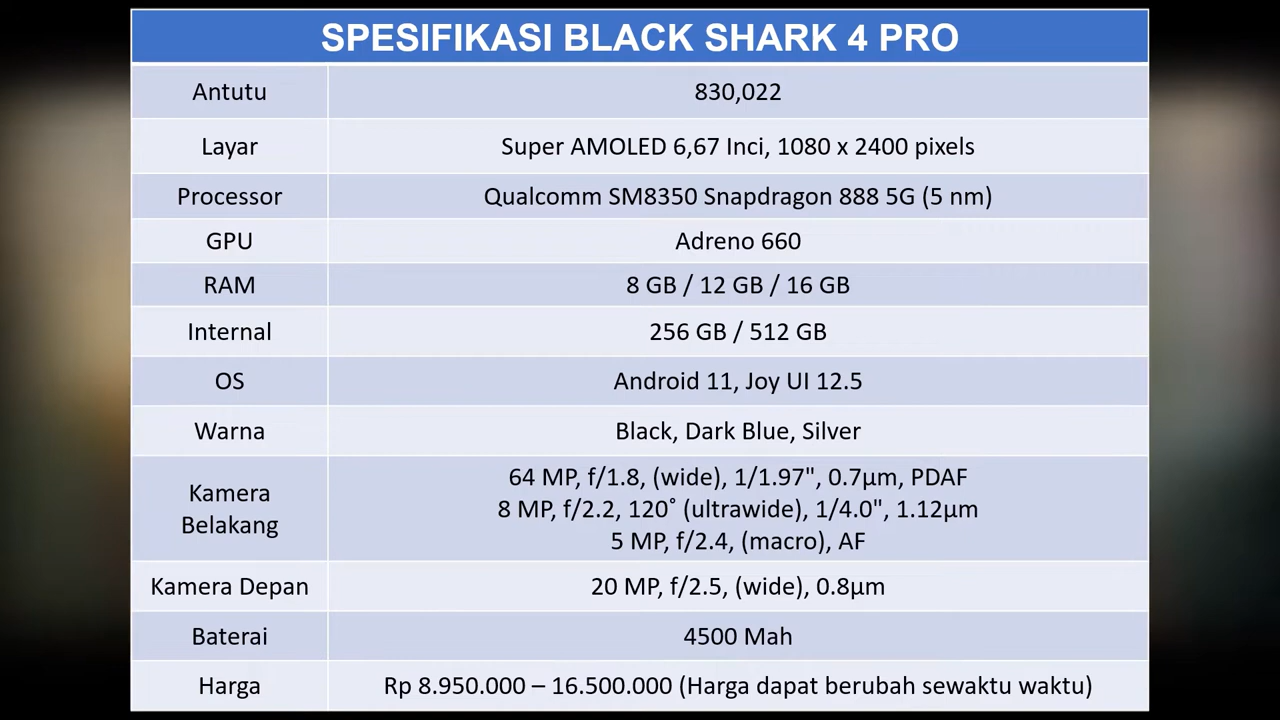 SPESIFIKASI BLACK SHARK 4 PRO
Antutu 830,022
Layar Super AMOLED 6,67 Inci, 1080 x 2400 pixels
Processor Qualcomm SM8350 Snapdragon 888 5G (5 nm)
GPU Adreno 660
RAM 8 GB / 12 GB / 16 GB
Internal 256 GB / 512 GB
OS Android 11, Joy UI 12.5
Warna Black, Dark Blue, Silver
Kamera
Belakang
64 MP, f/1.8, (wide), 1/1.97", 0.7µm, PDAF
8 MP, f/2.2, 120˚ (ultrawide), 1/4.0", 1.12µm
5 MP, f/2.4, (macro), AF
Kamera Depan 20 MP, f/2.5, (wide), 0.8µm
Baterai 4500 Mah
Harga Rp 8.950.000 – 16.500.000 (Harga dapat berubah sewaktu waktu)